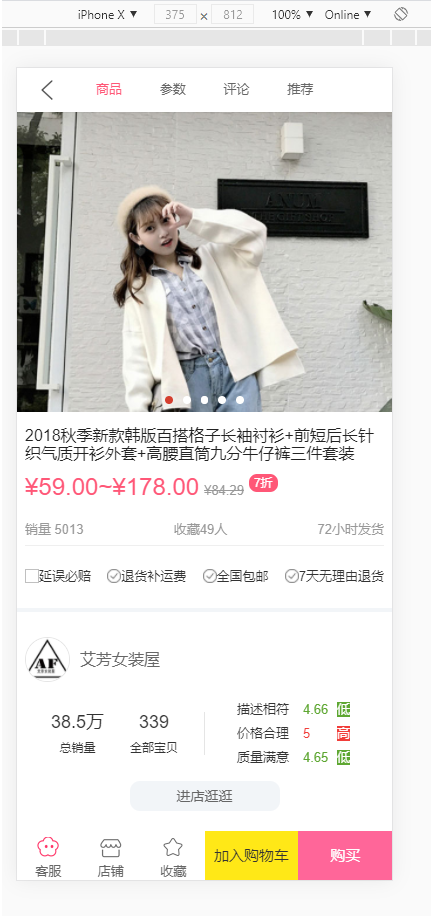 iPhone X ▼ 375 × 812 100% ▼ Online ▼
商品 参数 评论 推荐
2018秋季新款韩版百搭格子长袖衬衫+前短后长针
织气质开衫外套+高腰直筒九分牛仔裤三件套装
¥59.00~¥178.00 ¥84.29 7折
销量 5013 收藏49人 72小时发货
延误必赔 退货补运费 全国包邮 7天无理由退货
AF
艾芳女装屋
38.5万 339
总销量 全部宝贝
描述相符 4.66 低
价格合理 5 高
质量满意 4.65 低
进店逛逛
客服 店铺 收藏 加入购物车 购买